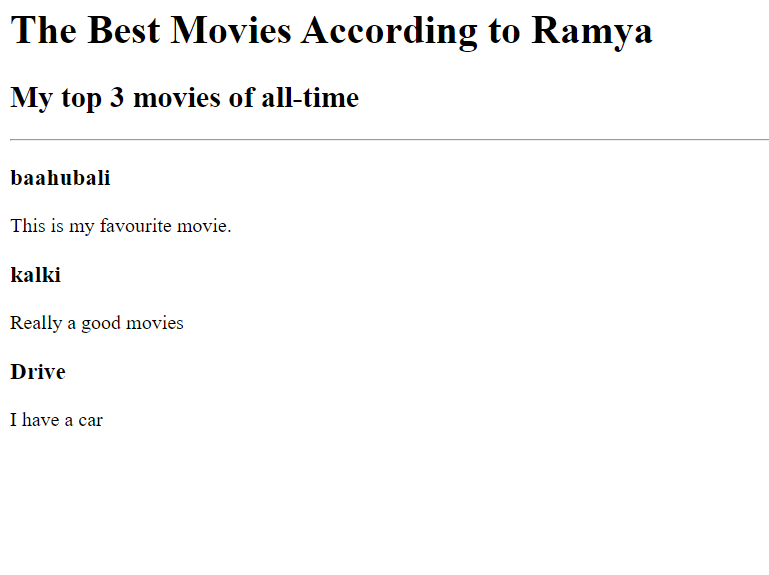 The Best Movies According to Ramya
My top 3 movies of all-time
baahubali
This is my favourite movie.
kalki
Really a good movies
Drive
I have a car